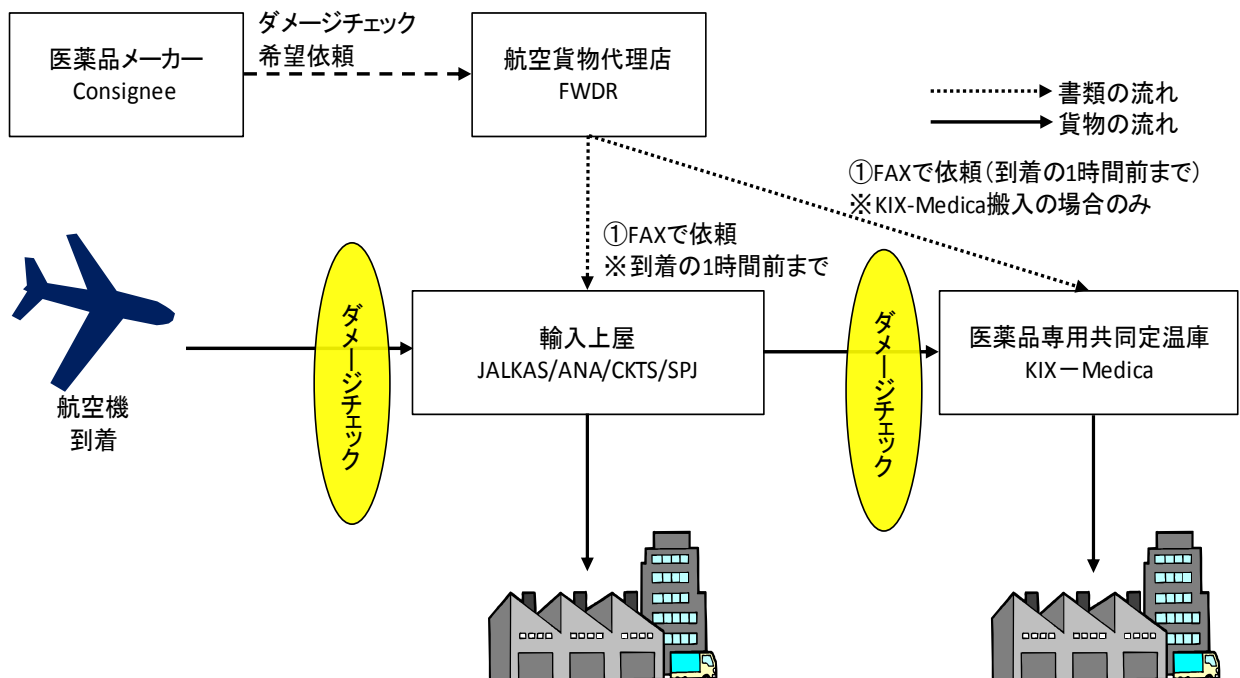 医薬品メーカー
Consignee
ダメージチェック
希望依頼
航空貨物代理店
FWDR
書類の流れ
貨物の流れ
①FAXで依頼（到着の1時間前まで）
※KIX-Medica搬入の場合のみ
①FAXで依頼
※到着の1時間前まで
航空機
到着
ダメージチェック
輸入上屋
JALKAS/ANA/CKTS/SPJ
ダメージチェック
医薬品専用共同定温庫
KIXーMedica